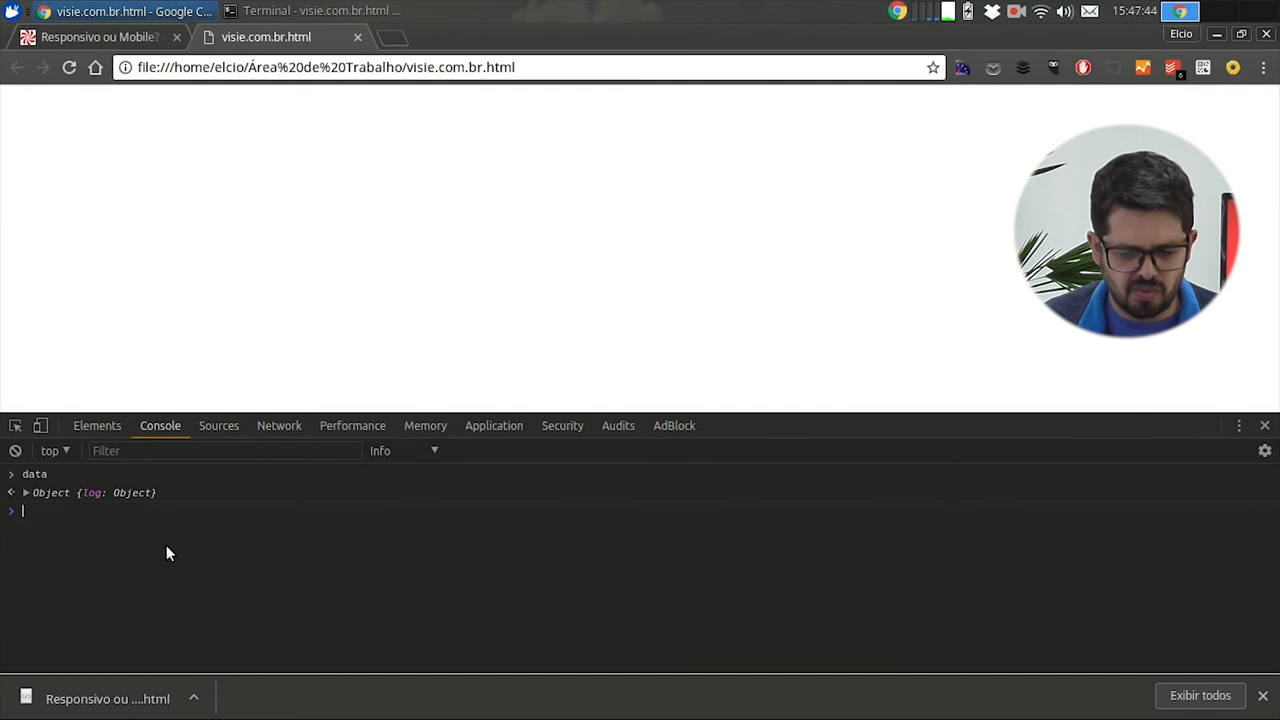 visie.com.br.html - Google C...
Terminal - visie.com.br.html ...
15:47:44
Responsivo ou Mobile?
visie.com.br.html
Elcio
file:///home/elcio/Área%20de%20Trabalho/visie.com.br.html
6
Elements Console Sources Network Performance Memory Application Security Audits AdBlock
top Filter Info
data
Object {log: Object}
Responsivo ou ....html
Exibir todos